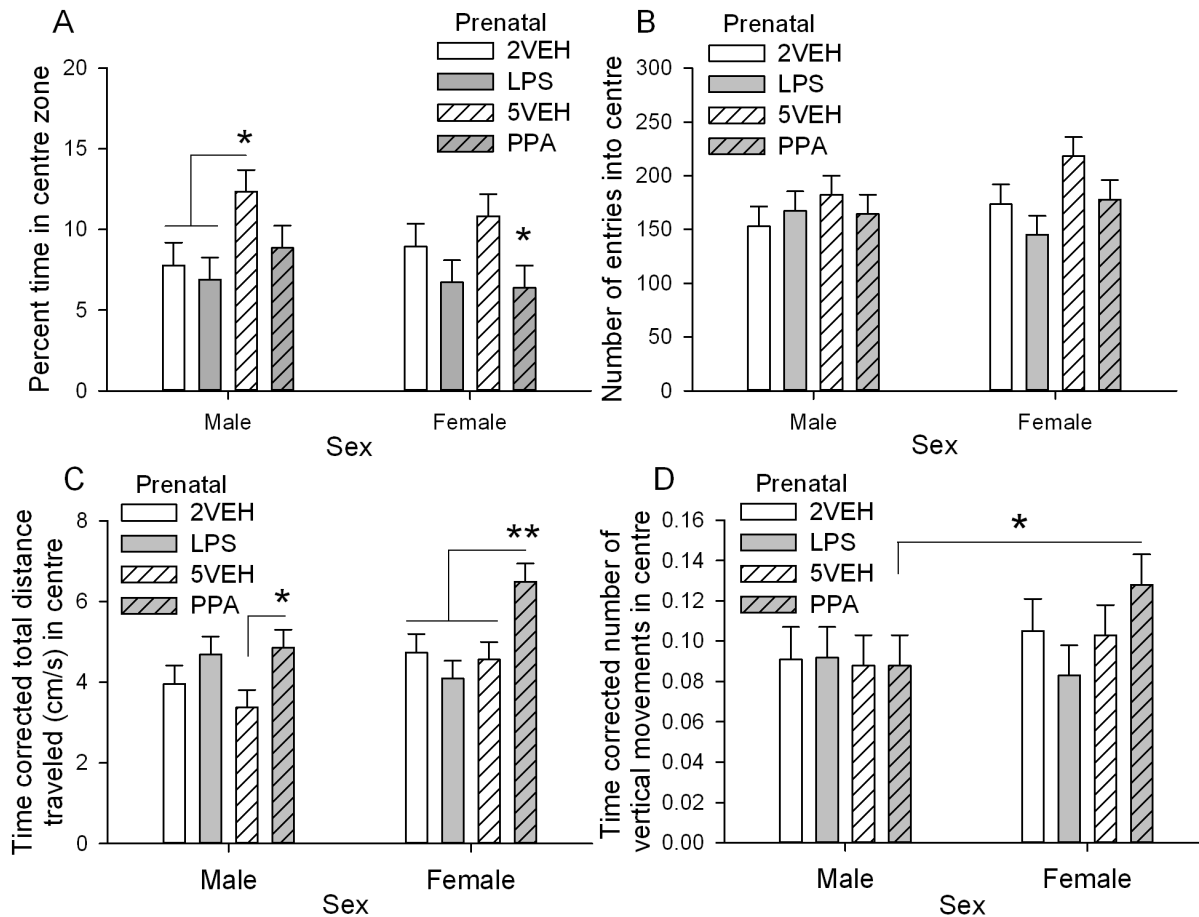 A
Prenatal
2VEH
LPS
5VEH
PPA
20
15
10
5
0
Percent time in centre zone
*
*
Male
Female
Sex
B
Prenatal
2VEH
LPS
5VEH
PPA
300
250
200
150
100
50
0
Number of entries into centre
Male
Female
Sex
C
Prenatal
2VEH
LPS
5VEH
PPA
8
6
4
2
0
Time corrected total distance
traveled (cm/s) in centre
*
**
Male
Female
Sex
D
Prenatal
2VEH
LPS
5VEH
PPA
0.16
0.14
0.12
0.10
0.08
0.06
0.04
0.02
0.00
Time corrected number of
vertical movements in centre
*
Male
Female
Sex